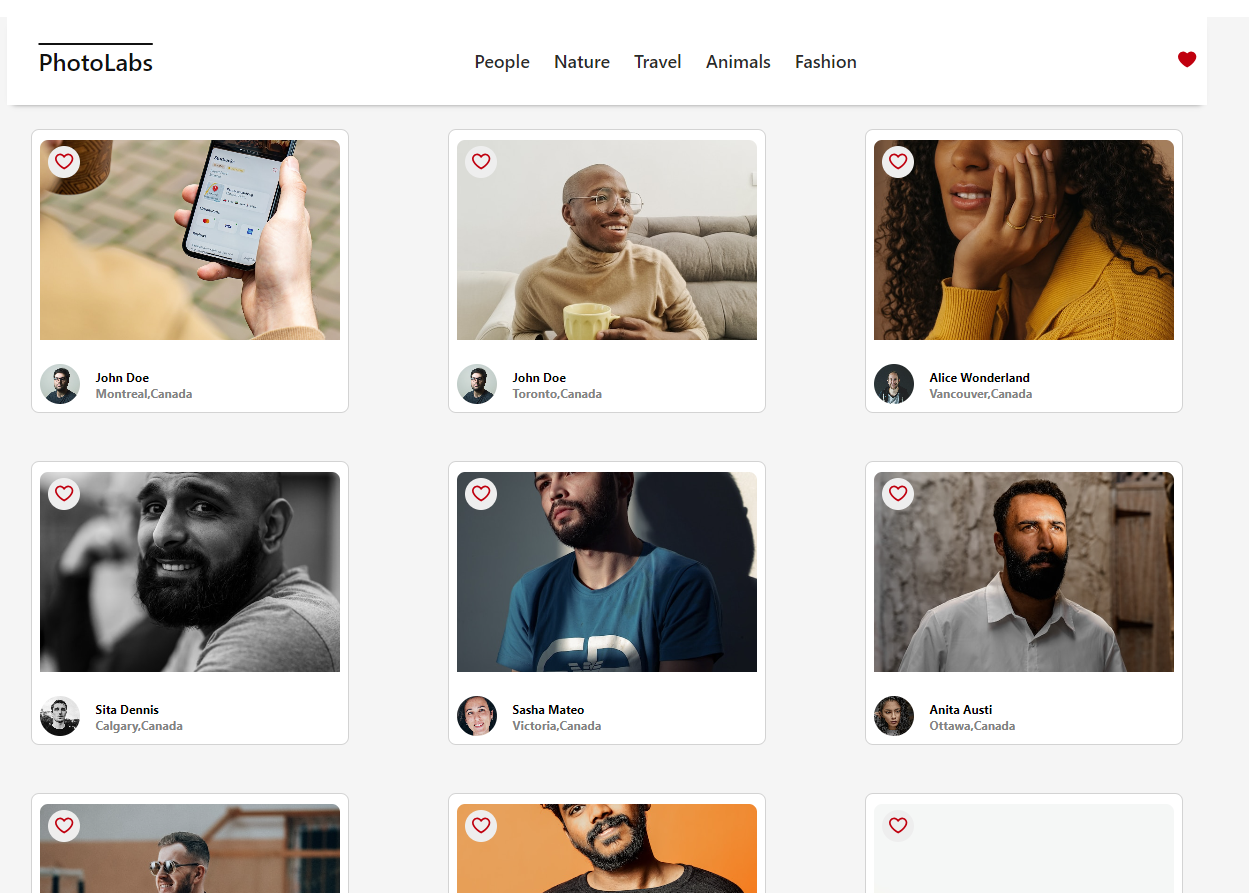 PhotoLabs
People Nature Travel Animals Fashion
John Doe
Montreal,Canada
John Doe
Toronto,Canada
Alice Wonderland
Vancouver,Canada
Sita Dennis
Calgary,Canada
Sasha Mateo
Victoria,Canada
Anita Austi
Ottawa,Canada